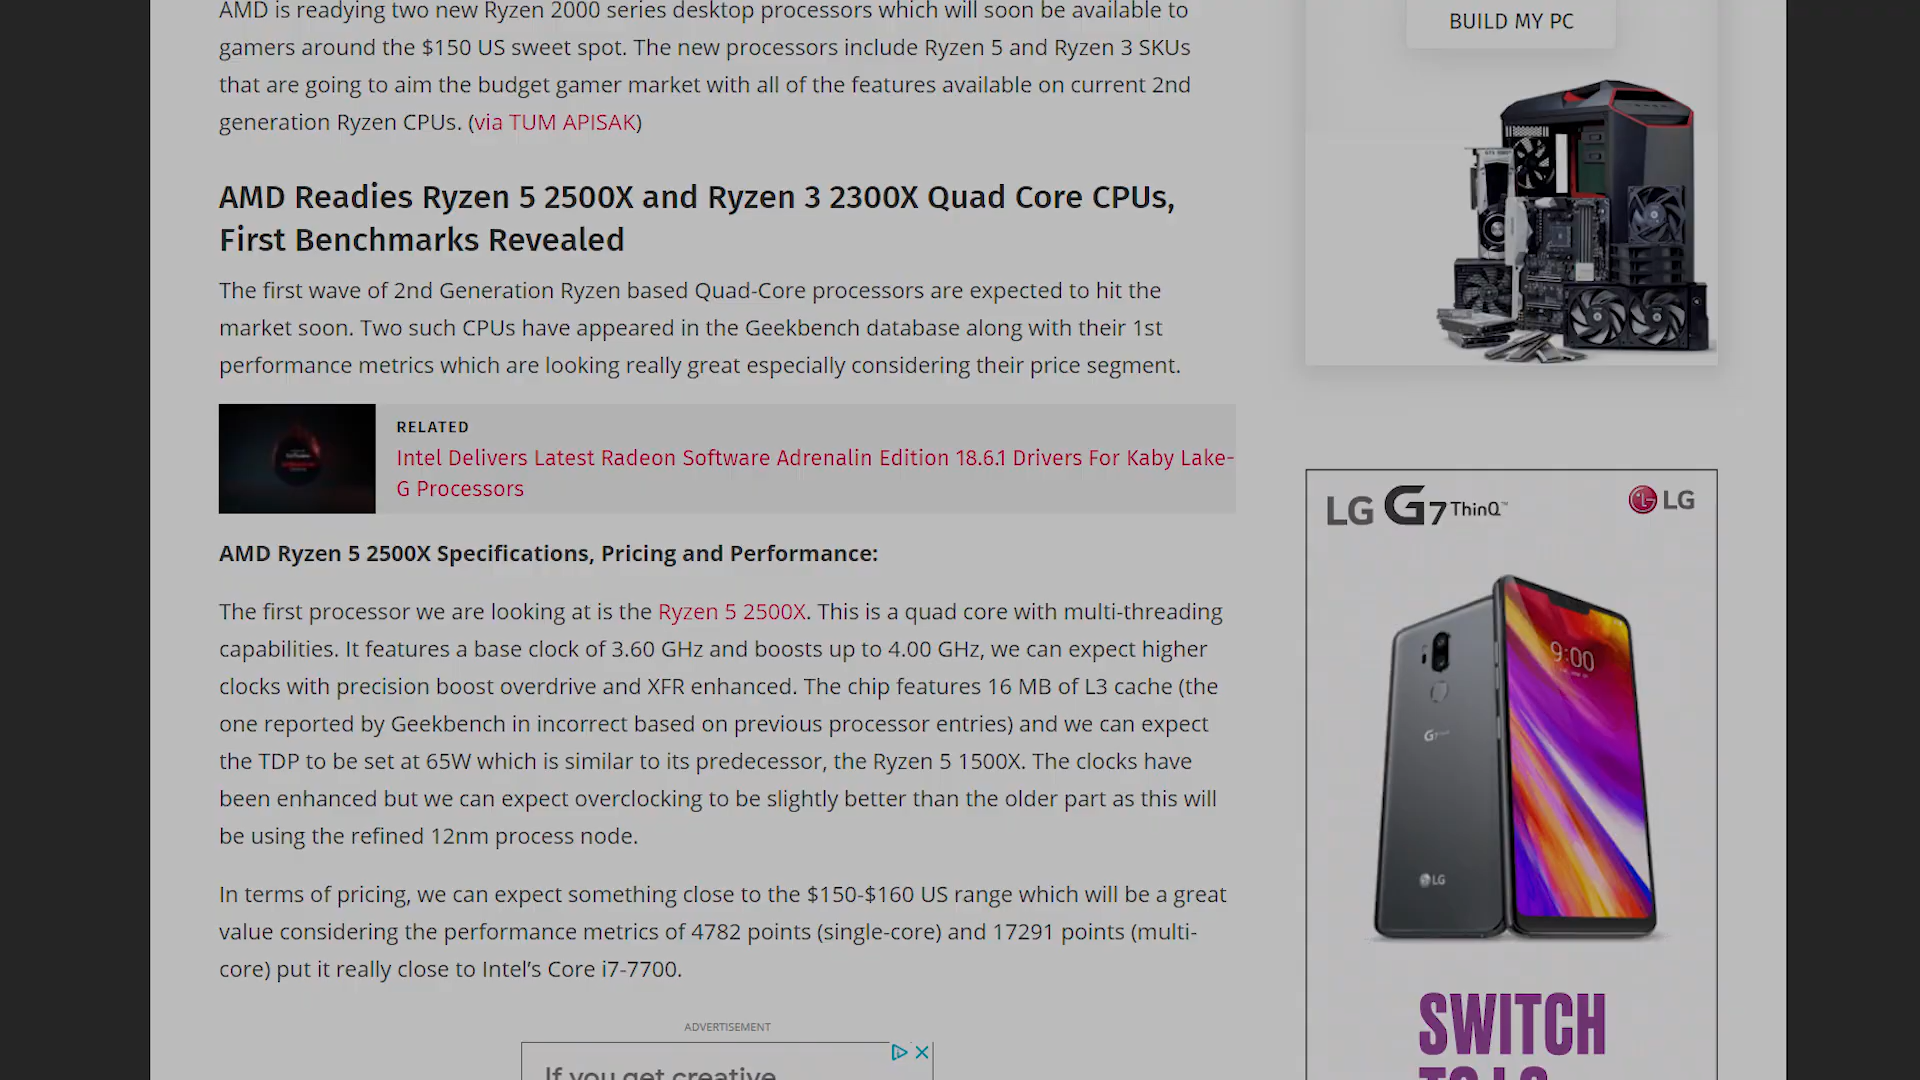 AMD is readying two new Ryzen 2000 series desktop processors which will soon be available to
gamers around the $150 US sweet spot. The new processors include Ryzen 5 and Ryzen 3 SKUs
that are going to aim the budget gamer market with all of the features available on current 2nd
generation Ryzen CPUs. (via TUM APISAK)
AMD Readies Ryzen 5 2500X and Ryzen 3 2300X Quad Core CPUs,
First Benchmarks Revealed
The first wave of 2nd Generation Ryzen based Quad-Core processors are expected to hit the
market soon. Two such CPUs have appeared in the Geekbench database along with their 1st
performance metrics which are looking really great especially considering their price segment.
RELATED
Intel Delivers Latest Radeon Software Adrenalin Edition 18.6.1 Drivers For Kaby Lake-
G Processors
AMD Ryzen 5 2500X Specifications, Pricing and Performance:
The first processor we are looking at is the Ryzen 5 2500X. This is a quad core with multi-threading
capabilities. It features a base clock of 3.60 GHz and boosts up to 4.00 GHz, we can expect higher
clocks with precision boost overdrive and XFR enhanced. The chip features 16 MB of L3 cache (the
one reported by Geekbench in incorrect based on previous processor entries) and we can expect
the TDP to be set at 65W which is similar to its predecessor, the Ryzen 5 1500X. The clocks have
been enhanced but we can expect overclocking to be slightly better than the older part as this will
be using the refined 12nm process node.
In terms of pricing, we can expect something close to the $150-$160 US range which will be a great
value considering the performance metrics of 4782 points (single-core) and 17291 points (multi-
core) put it really close to Intel's Core i7-7700.
ADVERTISEMENT
If you get creative
BUILD MY PC
LG G7 ThinQ™
LG
9:00
G7
LG
SWITCH
TO LG